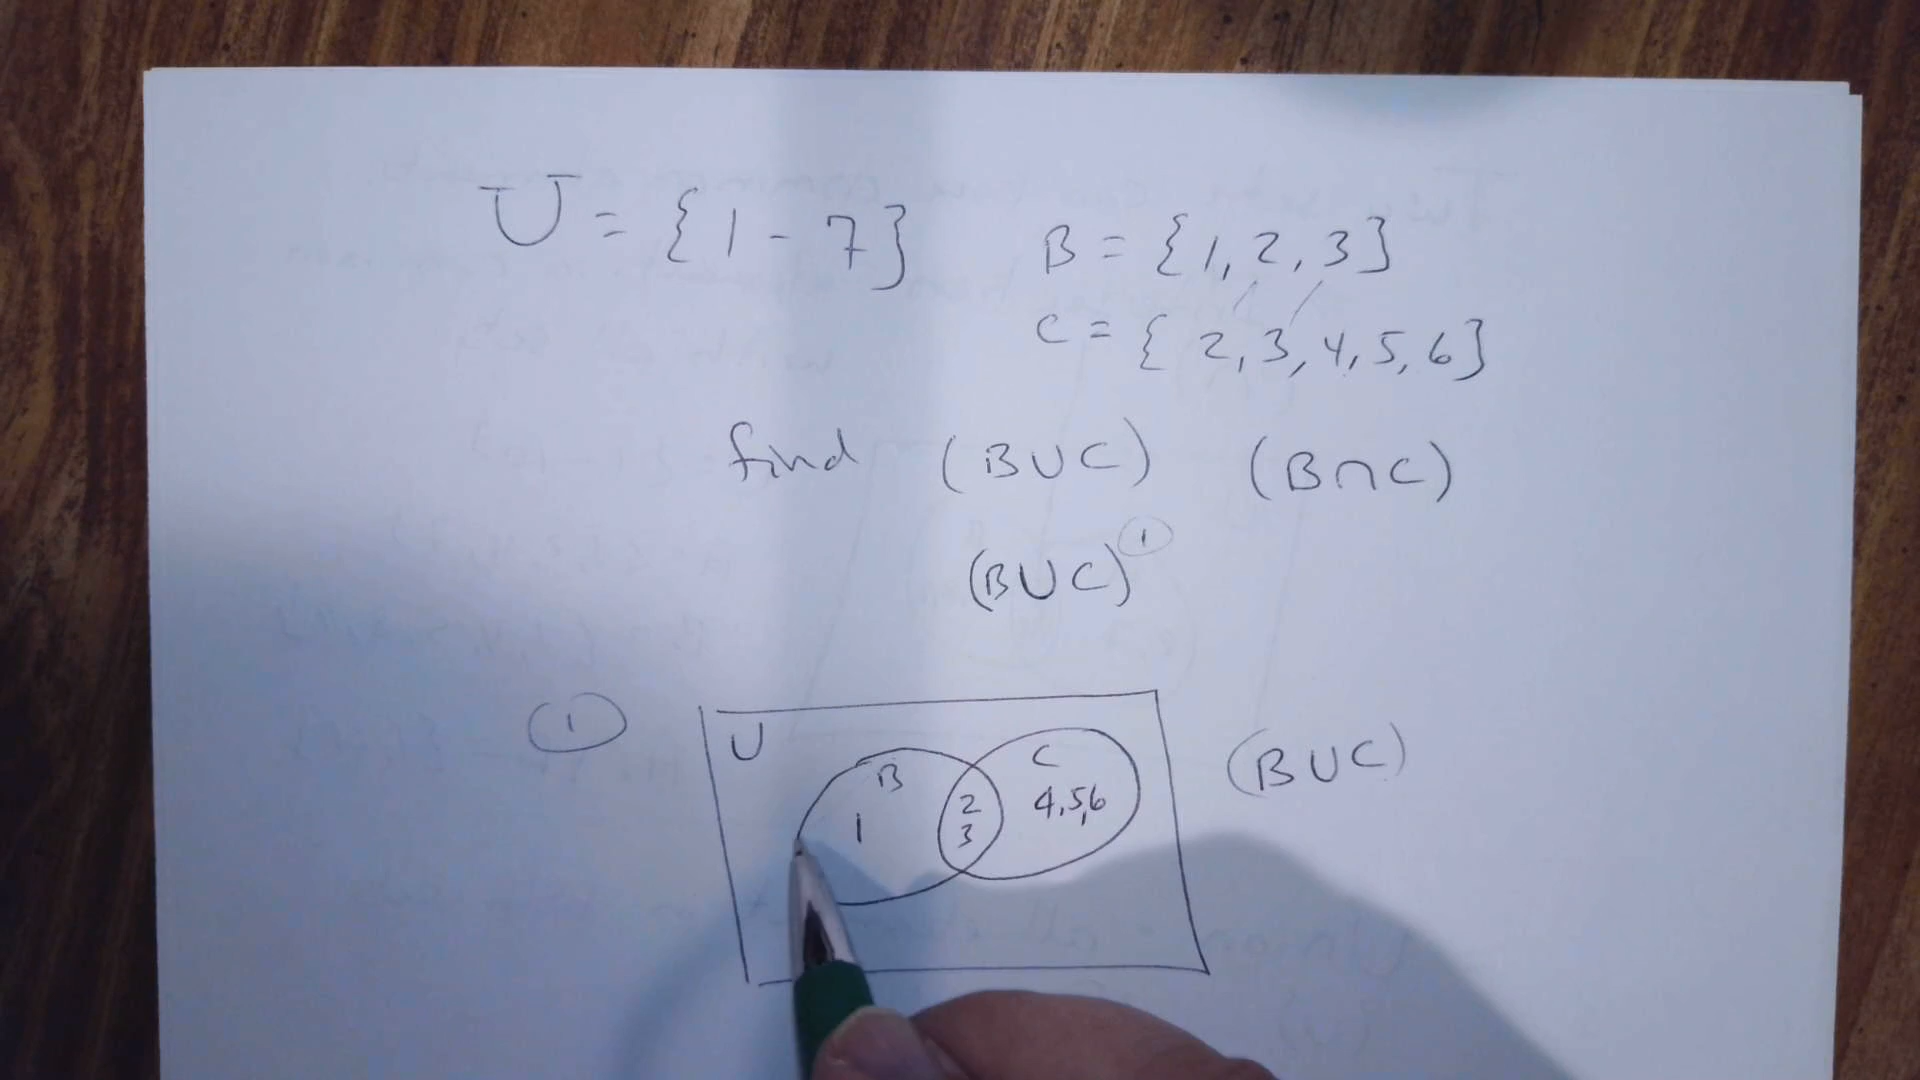 U = {1 - 7}
B = {1, 2, 3}
C = { 2, 3, 4, 5, 6}
find (B∪C) (B∩C)
(B∪C)'
①
U
B
C
1
2
3
4, 5, 6
(B∪C)